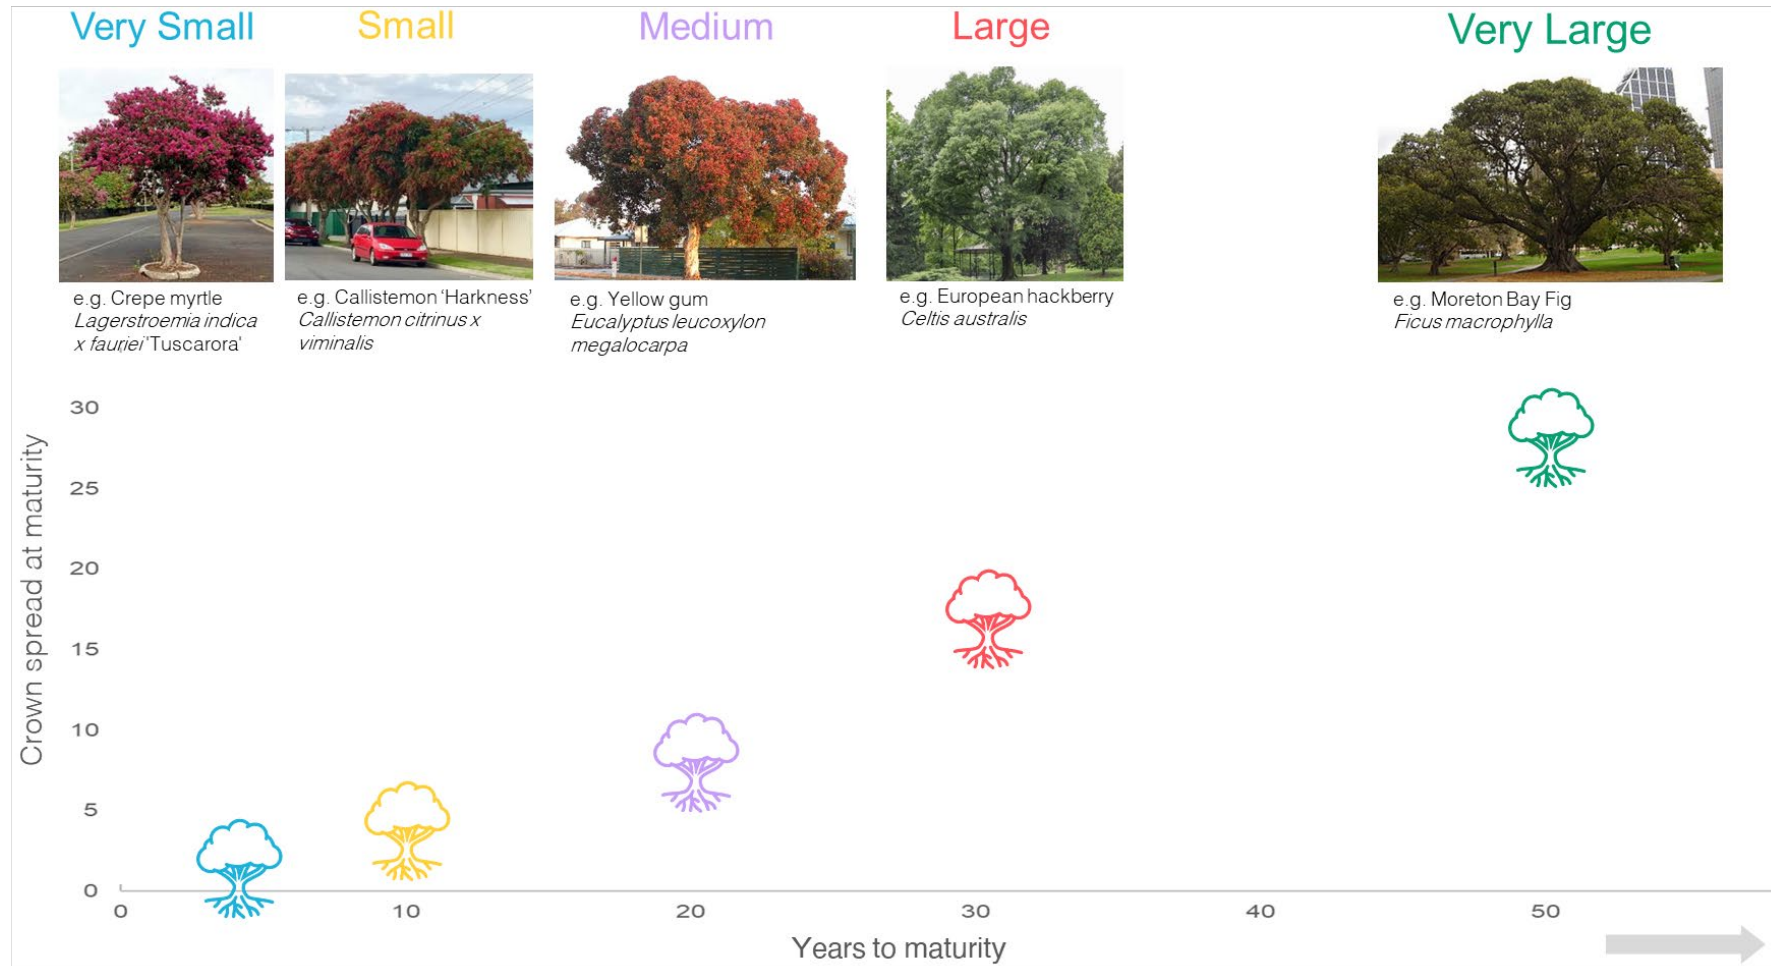 Very Small
Small
Medium
Large
Very Large
e.g. Crepe myrtle
Lagerstroemia indica
x fauriei 'Tuscarora'
e.g. Callistemon ‘Harkness’
Callistemon citrinus x
viminalis
e.g. Yellow gum
Eucalyptus leucoxylon
megalocarpa
e.g. European hackberry
Celtis australis
e.g. Moreton Bay Fig
Ficus macrophylla
Crown spread at maturity
30
25
20
15
10
5
0
0
10
20
30
40
50
Years to maturity